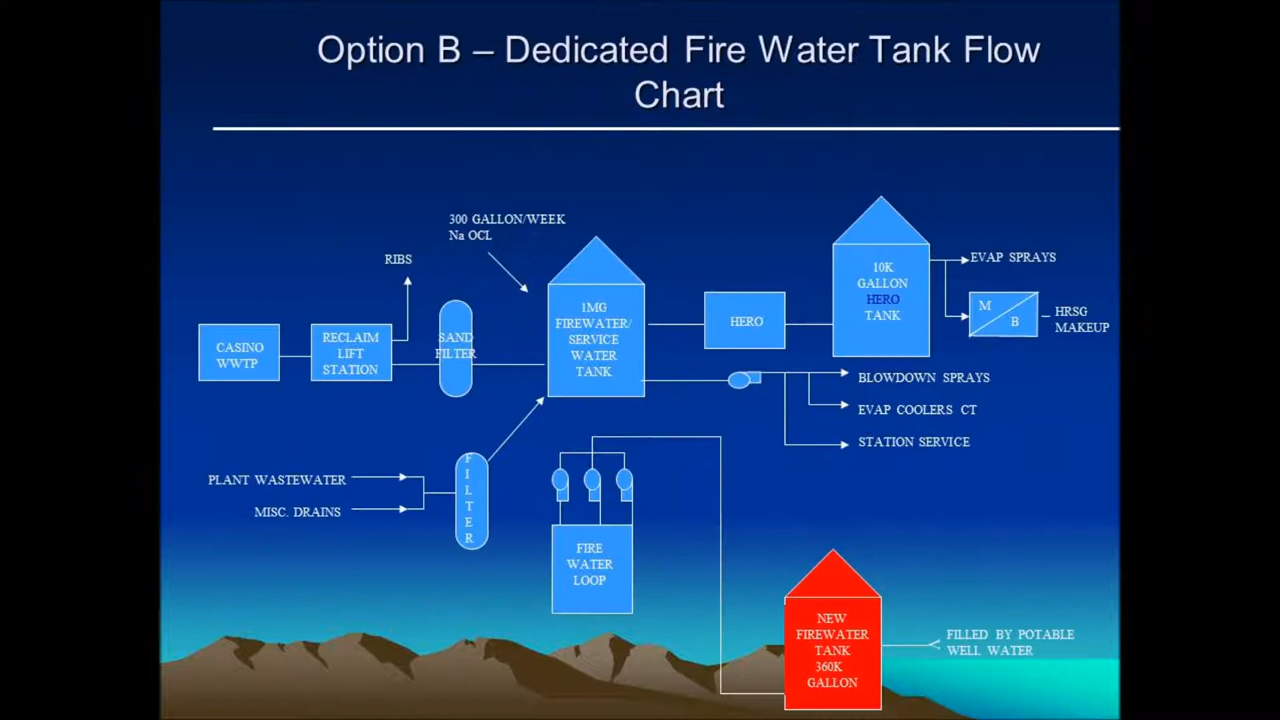 Option B – Dedicated Fire Water Tank Flow
Chart
300 GALLON/WEEK
Na OCL
RIBS
CASINO
WWTP
RECLAIM
LIFT
STATION
SAND
FILTER
1MG
FIREWATER/
SERVICE
WATER
TANK
HERO
10K
GALLON
HERO
TANK
EVAP SPRAYS
M
B
HRSG
MAKEUP
BLOWDOWN SPRAYS
EVAP COOLERS CT
STATION SERVICE
PLANT WASTEWATER
MISC. DRAINS
F
I
L
T
E
R
FIRE
WATER
LOOP
NEW
FIREWATER
TANK
360K
GALLON
FILLED BY POTABLE
WELL WATER